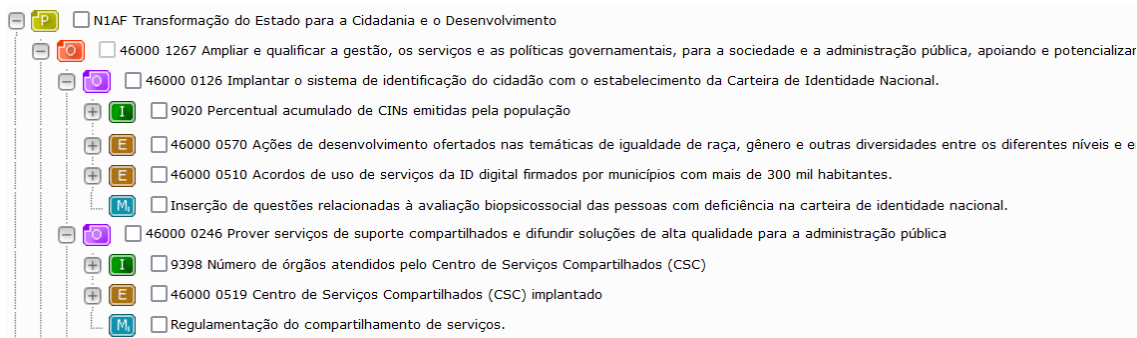 P N1AF Transformação do Estado para a Cidadania e o Desenvolvimento
O 46000 1267 Ampliar e qualificar a gestão, os serviços e as políticas governamentais, para a sociedade e a administração pública, apoiando e
O 46000 0126 Implantar o sistema de identificação do cidadão com o estabelecimento da Carteira de Identidade Nacional.
I 9020 Percentual acumulado de CINs emitidas pela população
E 46000 0570 Ações de desenvolvimento ofertados nas temáticas de igualdade de raça, gênero e outras diversidades entre os diferentes níveis e
E 46000 0510 Acordos de uso de serviços da ID digital firmados por municípios com mais de 300 mil habitantes.
MI Inserção de questões relacionadas à avaliação biopsicossocial das pessoas com deficiência na carteira de identidade nacional.
O 46000 0246 Prover serviços de suporte compartilhados e difundir soluções de alta qualidade para a administração pública
I 9398 Número de órgãos atendidos pelo Centro de Serviços Compartilhados (CSC)
E 46000 0519 Centro de Serviços Compartilhados (CSC) implantado
MI Regulamentação do compartilhamento de serviços.